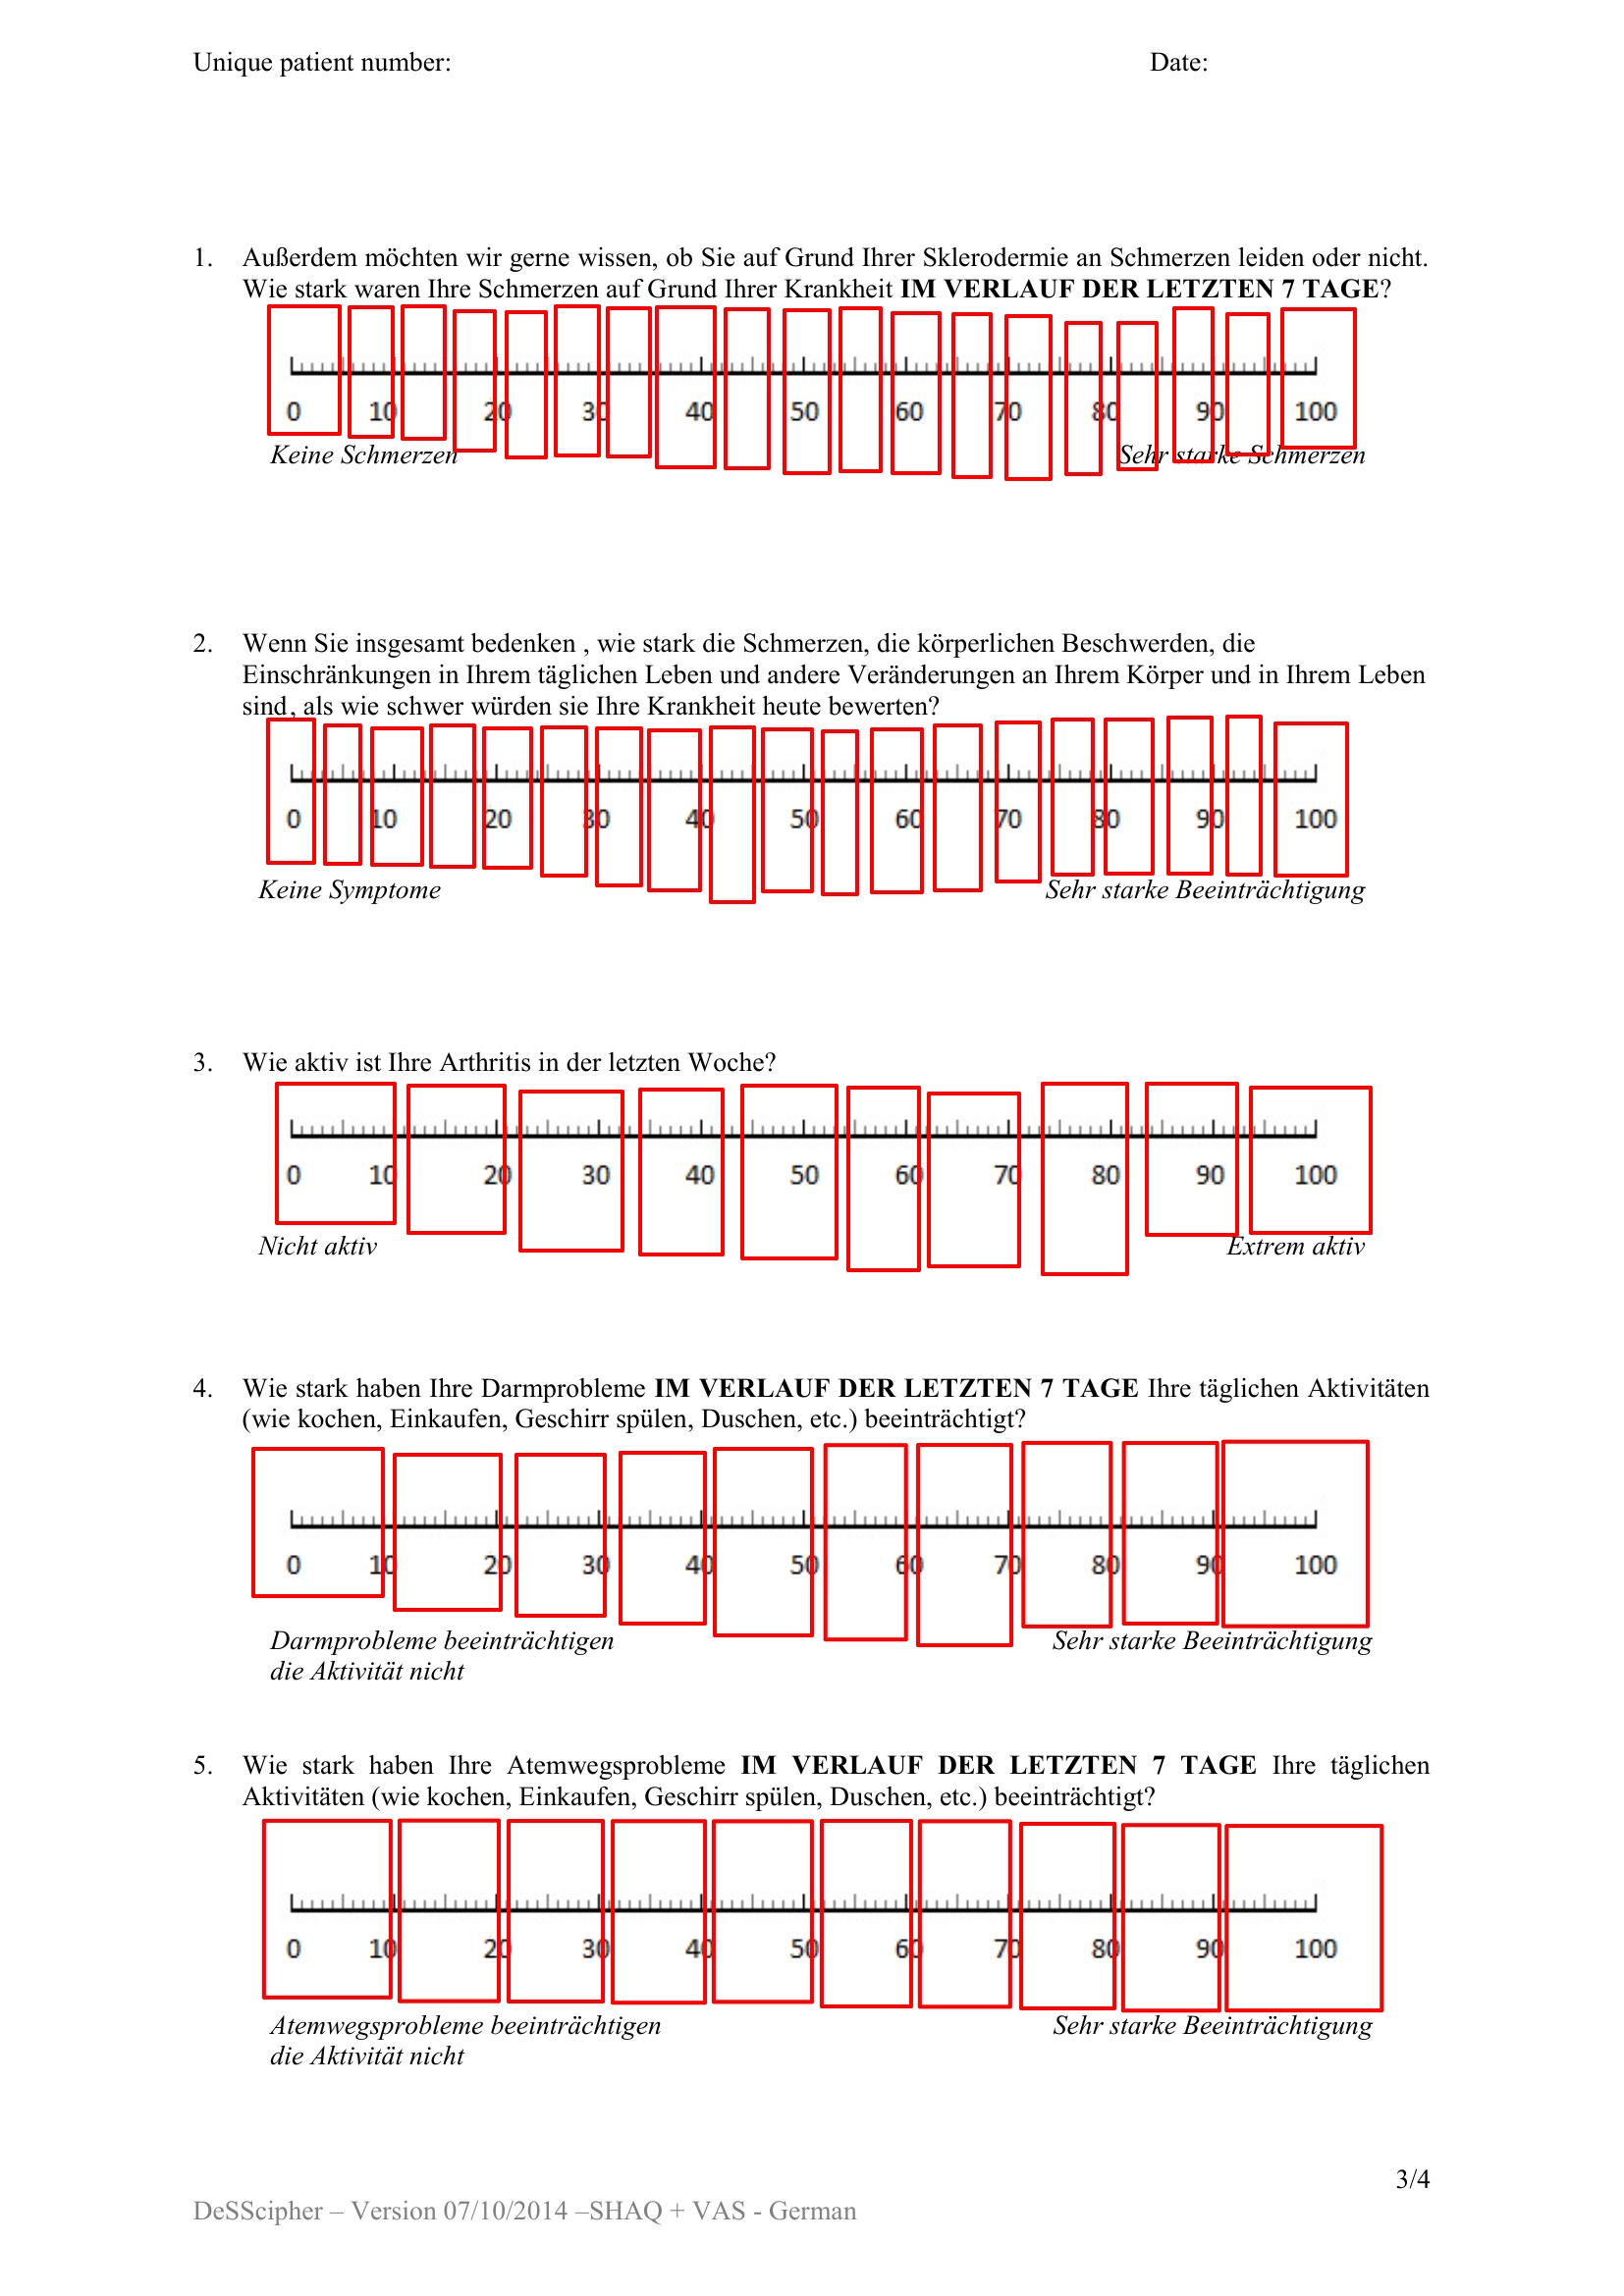 Unique patient number: Date:
1. Außerdem möchten wir gerne wissen, ob Sie auf Grund Ihrer Sklerodermie an Schmerzen leiden oder nicht.
Wie stark waren Ihre Schmerzen auf Grund Ihrer Krankheit IM VERLAUF DER LETZTEN 7 TAGE?
0 10 20 30 40 50 60 70 80 90 100
Keine Schmerzen Sehr starke Schmerzen
2. Wenn Sie insgesamt bedenken , wie stark die Schmerzen, die körperlichen Beschwerden, die
Einschränkungen in Ihrem täglichen Leben und andere Veränderungen an Ihrem Körper und in Ihrem Leben
sind, als wie schwer würden sie Ihre Krankheit heute bewerten?
0 10 20 30 40 50 60 70 80 90 100
Keine Symptome Sehr starke Beeinträchtigung
3. Wie aktiv ist Ihre Arthritis in der letzten Woche?
0 10 20 30 40 50 60 70 80 90 100
Nicht aktiv Extrem aktiv
4. Wie stark haben Ihre Darmprobleme IM VERLAUF DER LETZTEN 7 TAGE Ihre täglichen Aktivitäten
(wie kochen, Einkaufen, Geschirr spülen, Duschen, etc.) beeinträchtigt?
0 10 20 30 40 50 60 70 80 90 100
Darmprobleme beeinträchtigen Sehr starke Beeinträchtigung
die Aktivität nicht
5. Wie stark haben Ihre Atemwegsprobleme IM VERLAUF DER LETZTEN 7 TAGE Ihre täglichen
Aktivitäten (wie kochen, Einkaufen, Geschirr spülen, Duschen, etc.) beeinträchtigt?
0 10 20 30 40 50 60 70 80 90 100
Atemwegsprobleme beeinträchtigen Sehr starke Beeinträchtigung
die Aktivität nicht
3/4
DeSScipher – Version 07/10/2014 –SHAQ + VAS - German